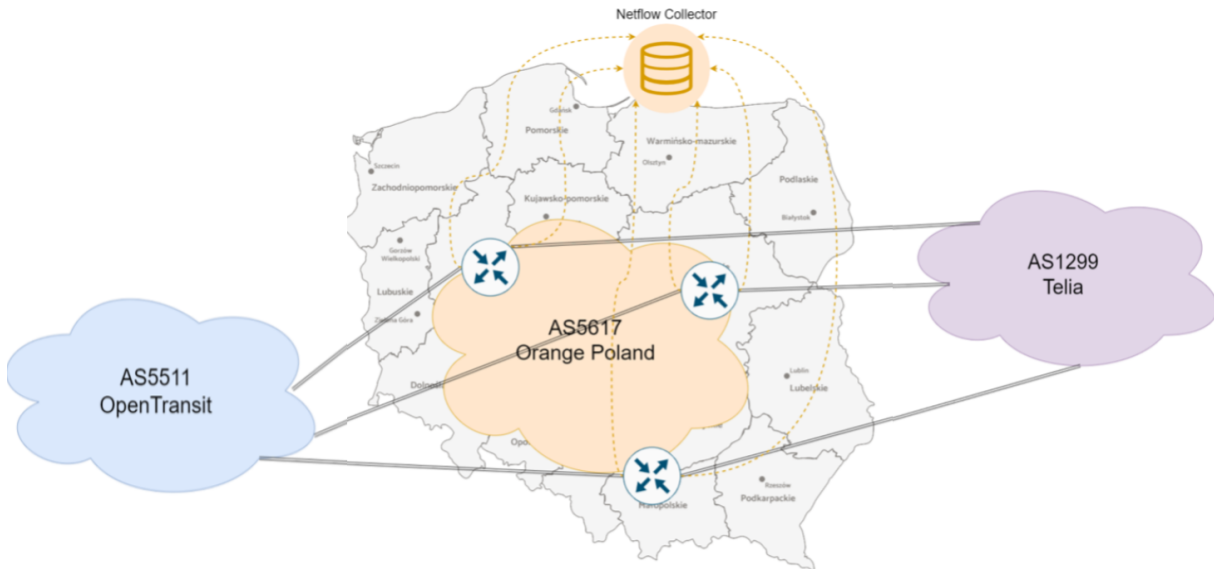 Netflow Collector
Gdańsk
Pomorskie
Warmińsko-mazurskie
Olsztyn
Szczecin
Zachodniopomorskie
Podlaskie
Kujawsko-pomorskie
Białystok
Gorzów
Wielkopolski
Lubuskie
Zielona Góra
AS1299
Telia
AS5617
Orange Poland
AS5511
OpenTransit
Lublin
Lubelskie
Rzeszów
Podkarpackie
Małopolskie